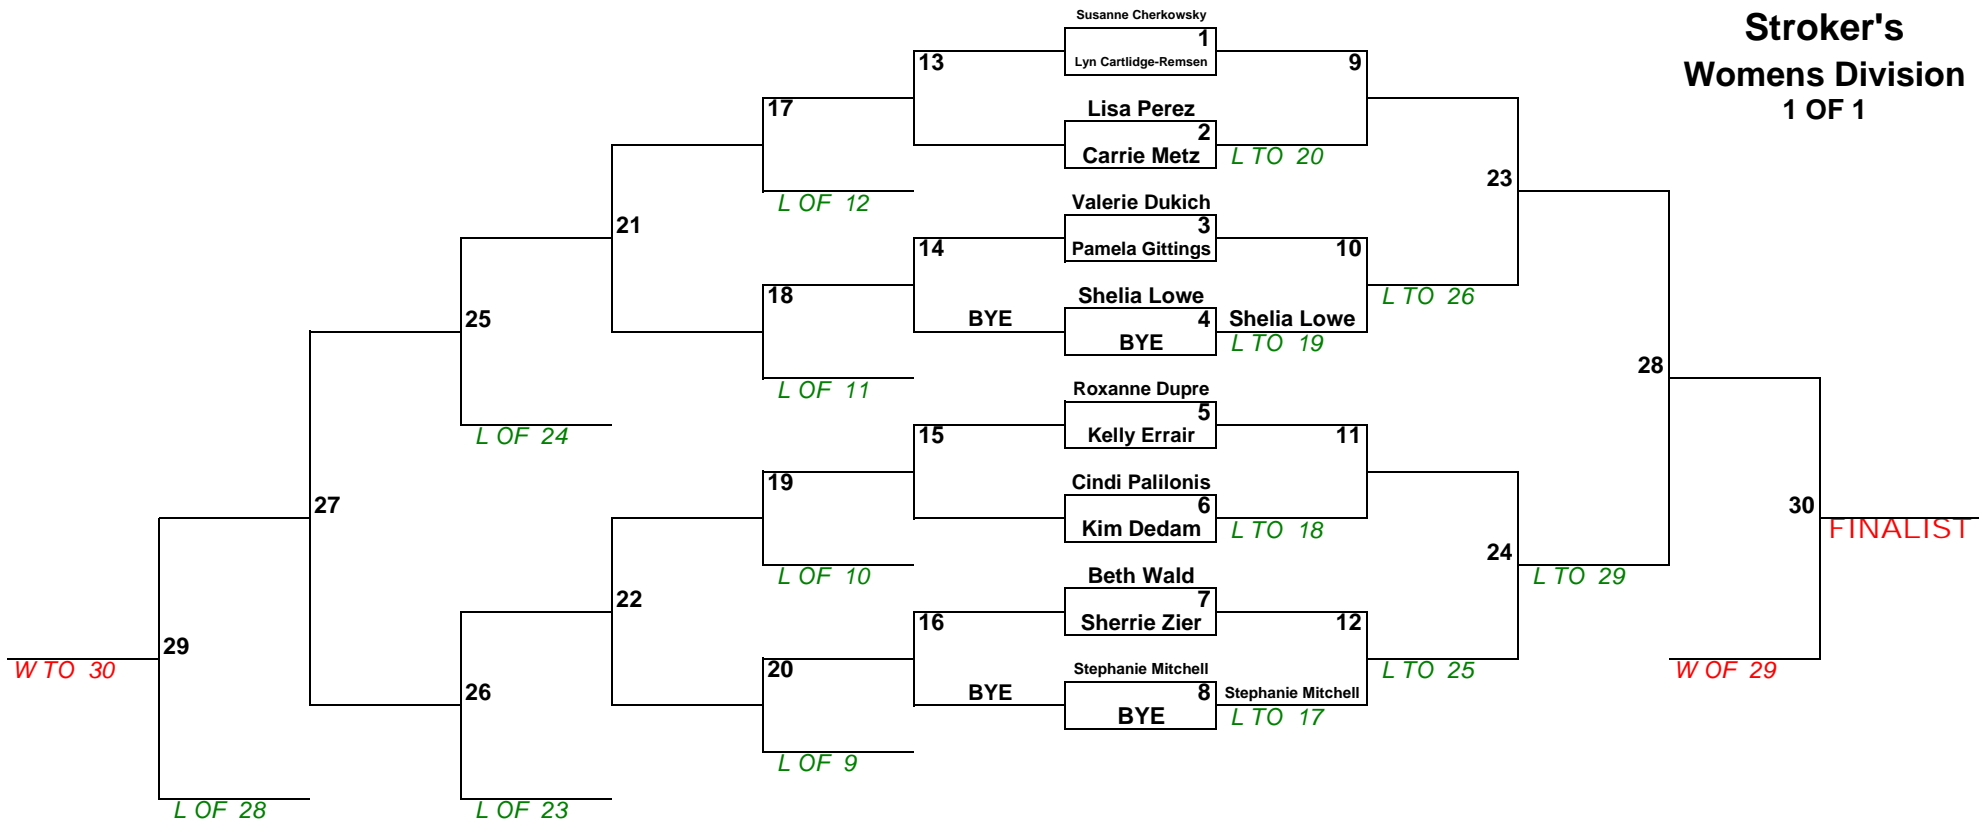 Stroker's
Womens Division
1 OF 1
Susanne Cherkowsky
1
Lyn Cartlidge-Remsen
13
9
Lisa Perez
17
2
Carrie Metz
L TO 20
23
Valerie Dukich
L OF 12
21
3
Pamela Gittings
14
10
Shelia Lowe
18
L TO 26
25
BYE
4
Shelia Lowe
BYE
L TO 19
28
Roxanne Dupre
L OF 11
5
Kelly Errair
L OF 24
15
11
Cindi Palilonis
19
27
6
30
Kim Dedam
L TO 18
FINALIST
24
Beth Wald
L OF 10
L TO 29
22
7
Sherrie Zier
16
12
29
Stephanie Mitchell
W TO 30
20
L TO 25
W OF 29
26
BYE
8
Stephanie Mitchell
BYE
L TO 17
L OF 9
L OF 28
L OF 23